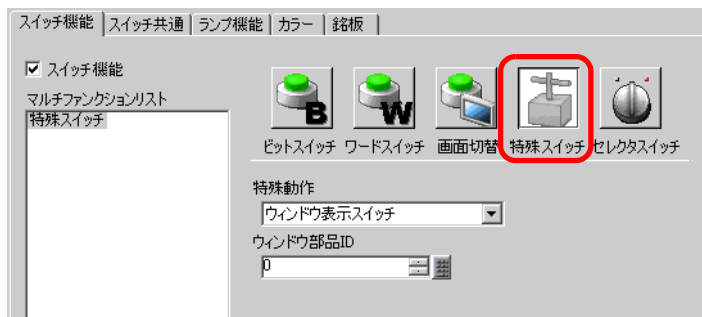 スイッチ機能 スイッチ共通 ランプ機能 カラー 銘板
スイッチ機能
マルチファンクションリスト
特殊スイッチ
B W
ビットスイッチ ワードスイッチ 画面切替 特殊スイッチ セレクタスイッチ
特殊動作
ウィンドウ表示スイッチ
ウィンドウ部品ID
0